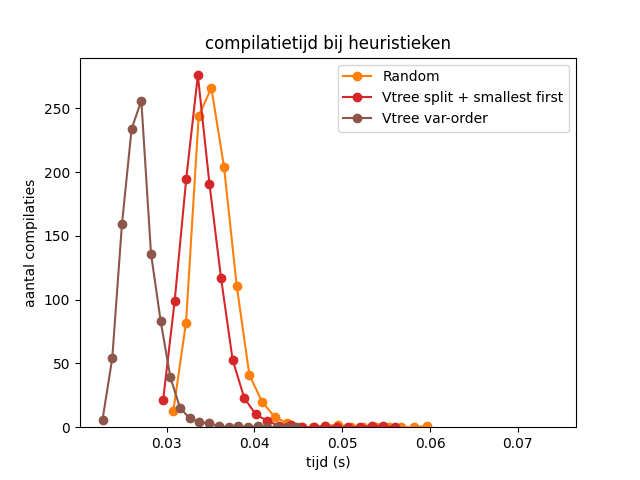 compilatietijd bij heuristieken
Random
Vtree split + smallest first
Vtree var-order
aantal compilaties
250
200
150
100
50
0
0.03 0.04 0.05 0.06 0.07
tijd (s)